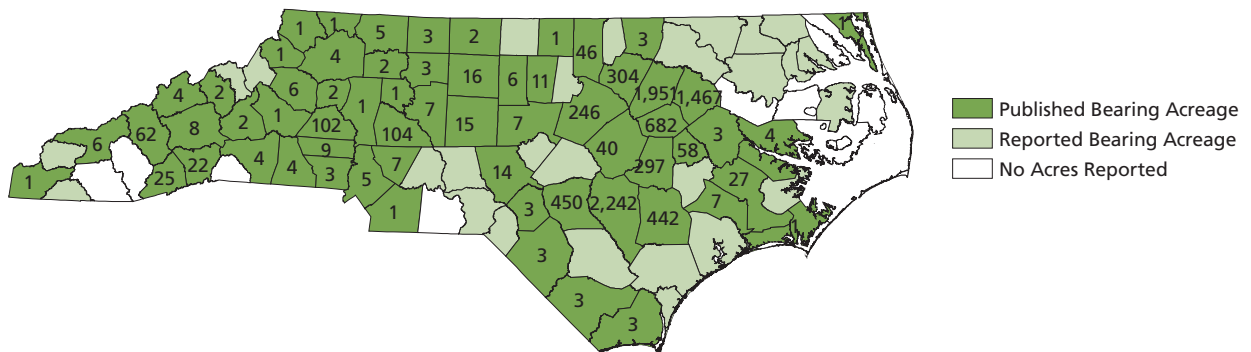 1 1 5 3 2 1 46 3 1
1 4 2 3 16 6 11 304 1,951 1,467
4 2 6 2 1 1 7 15 7 246 682 3 4
62 8 2 1 102 104 40 297 58
6 9 7 14 27
1 25 22 4 4 3 5 3 450 2,242 442 7
1 3
3
3
Published Bearing Acreage
Reported Bearing Acreage
No Acres Reported